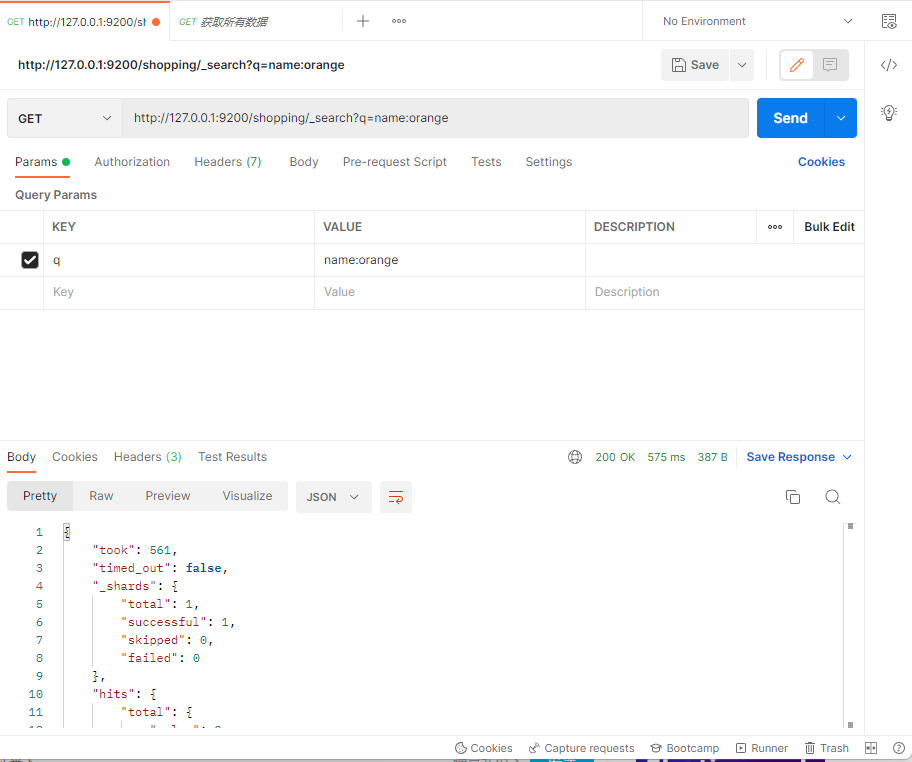 GET http://127.0.0.1:9200/sh GET 获取所有数据 No Environment
http://127.0.0.1:9200/shopping/_search?q=name:orange Save
GET http://127.0.0.1:9200/shopping/_search?q=name:orange Send
Params Authorization Headers (7) Body Pre-request Script Tests Settings Cookies
Query Params
KEY VALUE DESCRIPTION Bulk Edit
q name:orange
Key Value Description
Body Cookies Headers (3) Test Results 200 OK 575 ms 387 B Save Response
Pretty Raw Preview Visualize JSON
1 {
2 "took": 561,
3 "timed_out": false,
4 "_shards": {
5 "total": 1,
6 "successful": 1,
7 "skipped": 0,
8 "failed": 0
9 },
10 "hits": {
11 "total": {
Cookies Capture requests Bootcamp Runner Trash